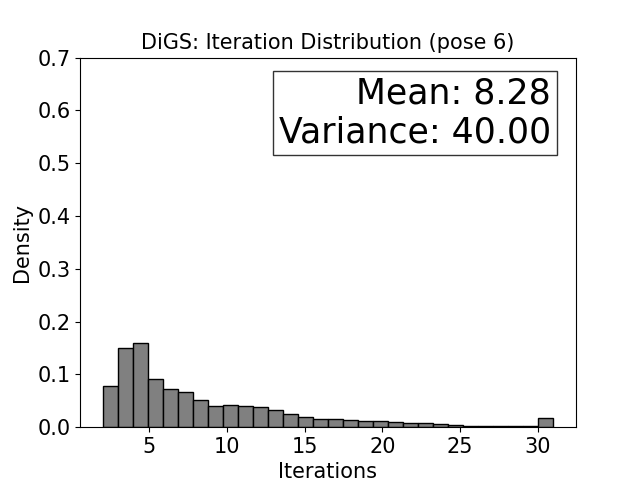 DiGS: Iteration Distribution (pose 6)
Mean: 8.28
Variance: 40.00
Density
0.7
0.6
0.5
0.4
0.3
0.2
0.1
0.0
5 10 15 20 25 30
Iterations